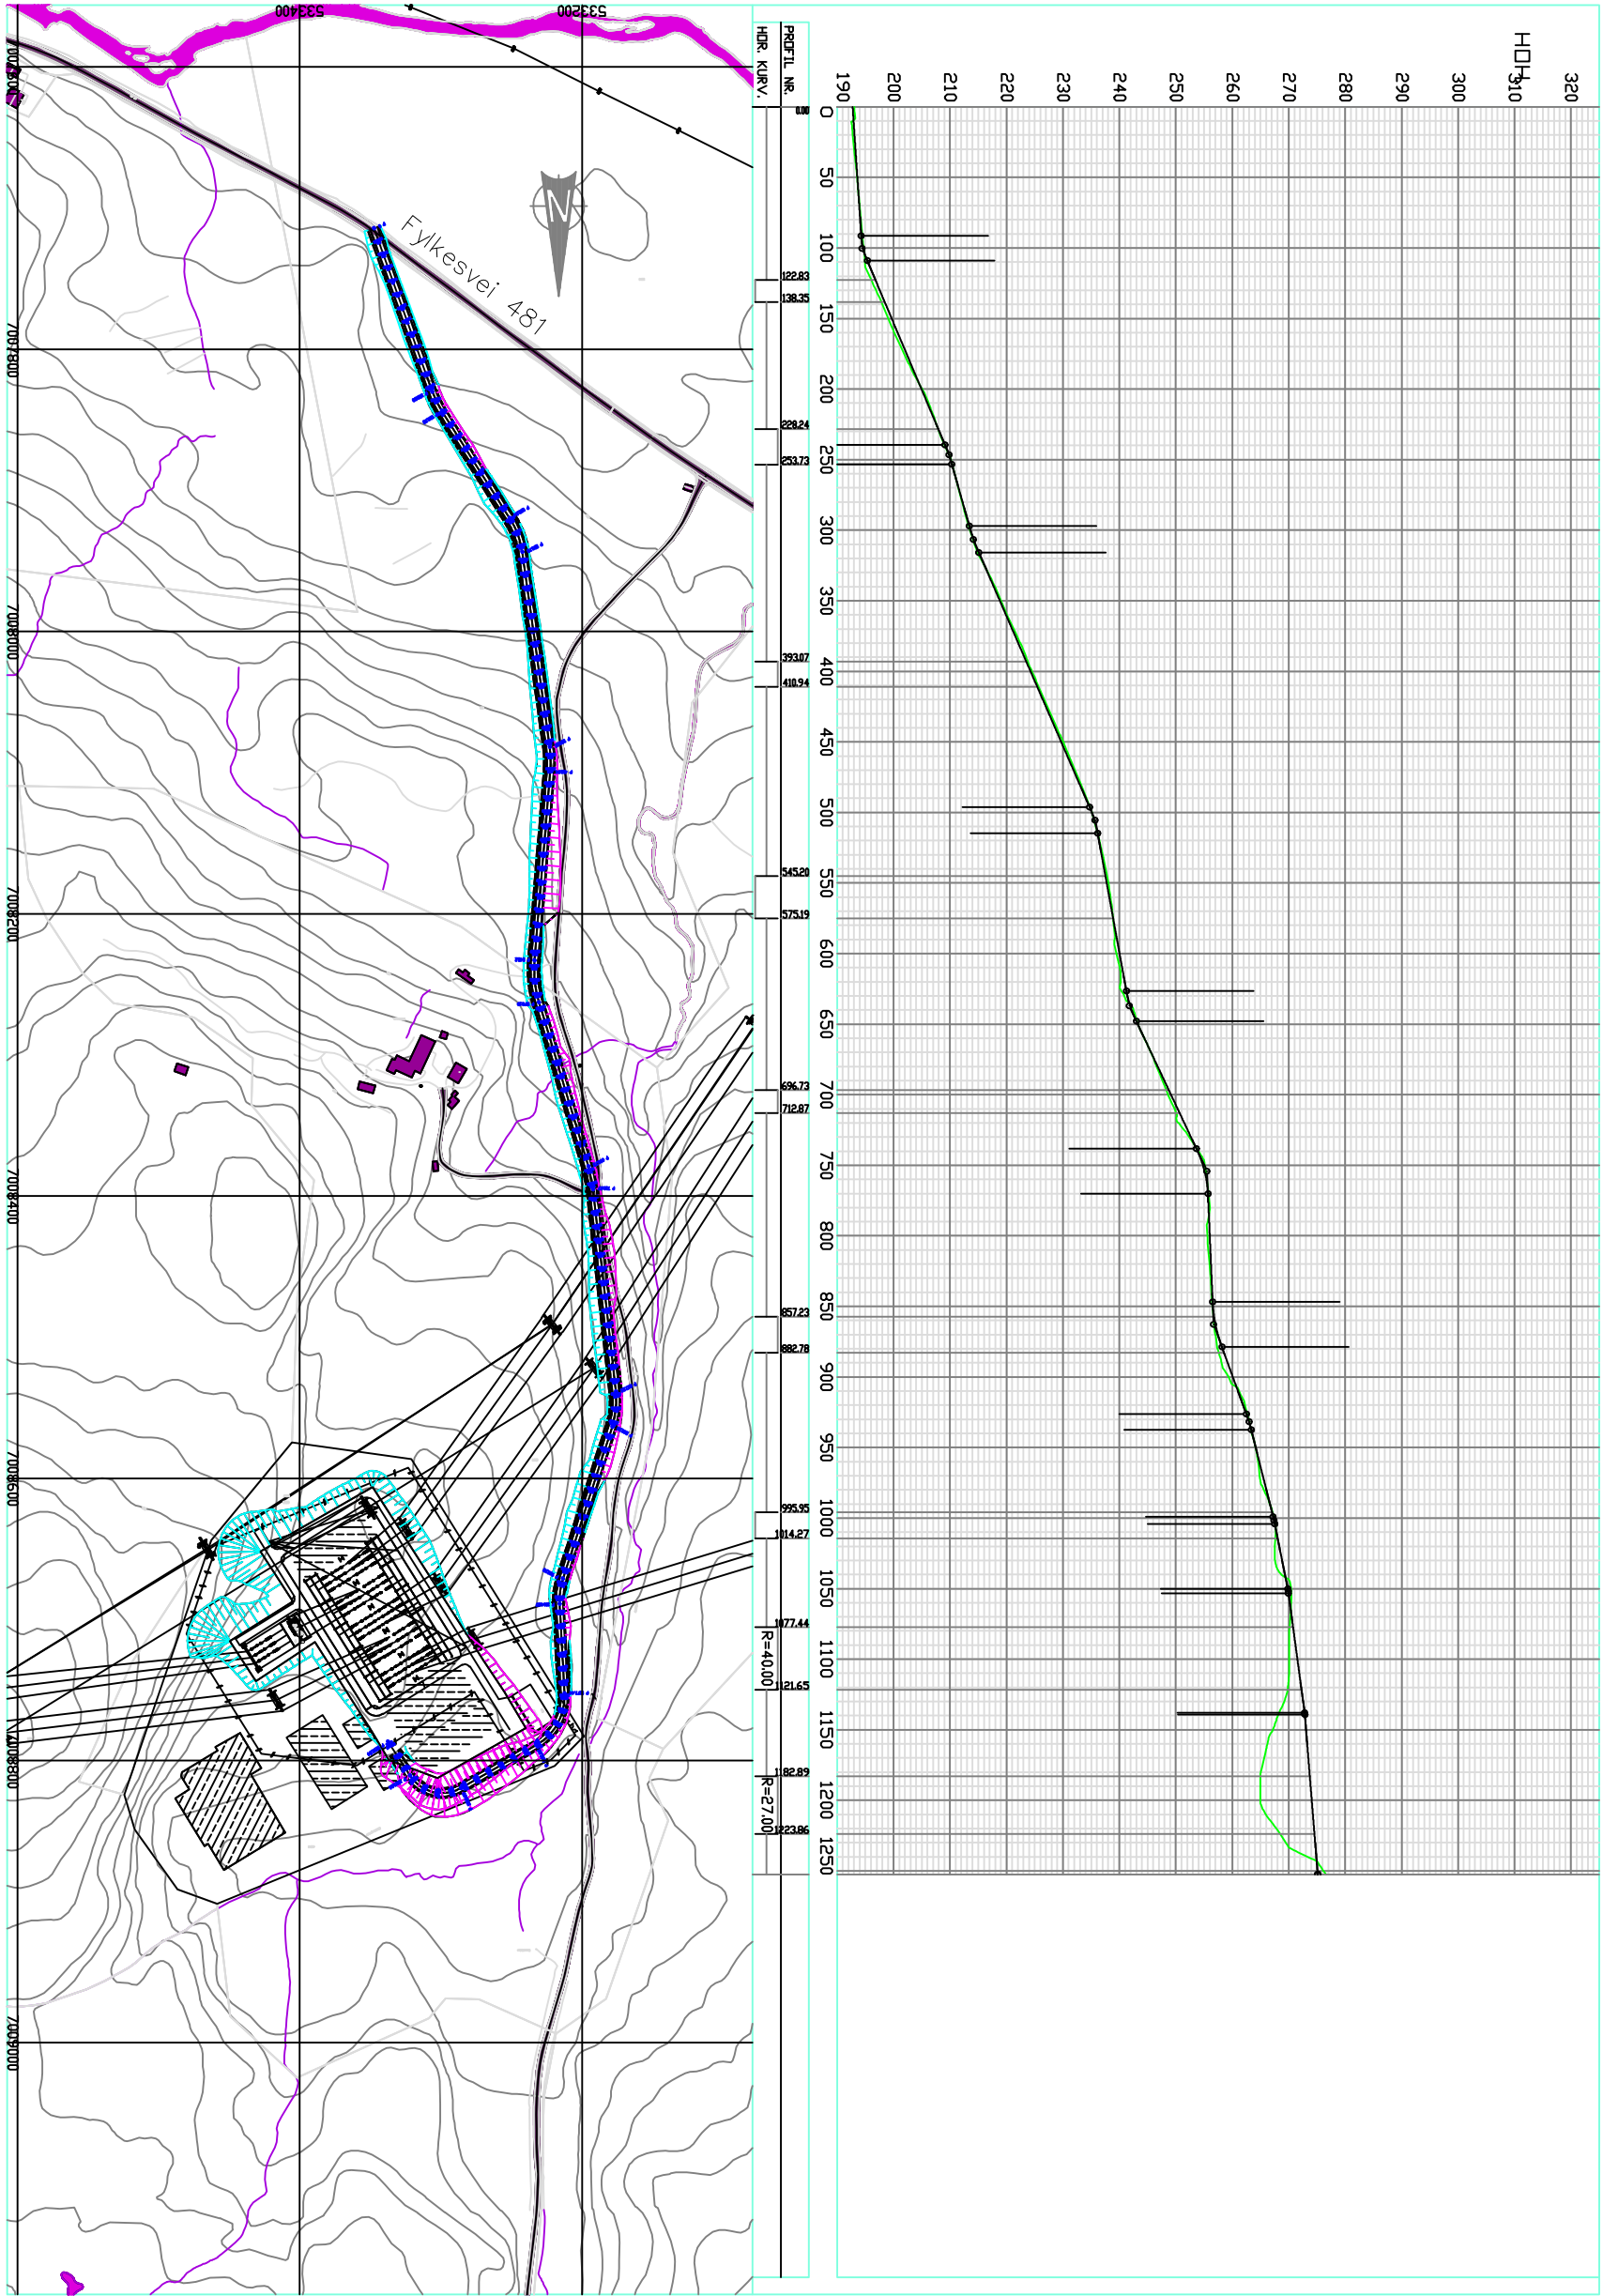 HOH
190 200 210 220 230 240 250 260 270 280 290 300 310 320
0 50 100 150 200 250 300 350 400 450 500 550 600 650 700 750 800 850 900 950 1000 1050 1100 1150 1200 1250
PROFIL NR.
0.00 122.83 138.35 228.24 253.73 393.07 410.94 545.20 575.19 696.73 712.87 857.23 882.78 995.95 1014.27 1077.44 1121.65 1182.89 1223.86
HOR. KURV.
R=40.00 R=27.00
533200
533400
N
Fylkesvei 481
7007600 7007800 7008000 7008200 7008400 7008600 7008800 7009000